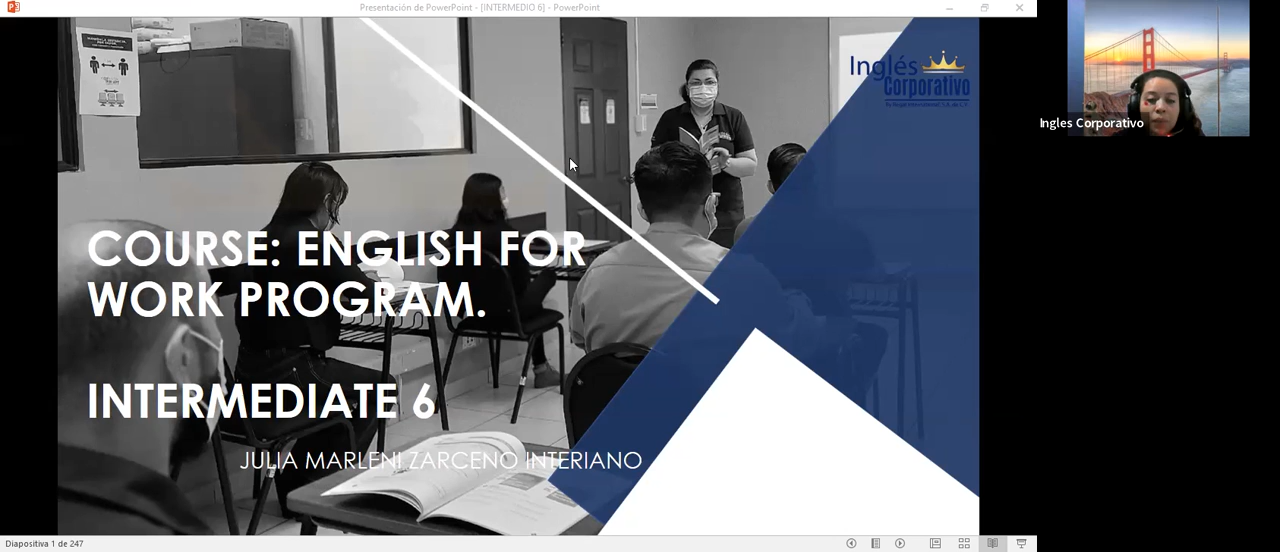 Presentación de PowerPoint - [INTERMEDIO 6] - PowerPoint
Inglés
Corporativo
Ingles Corporativo
COURSE: ENGLISH FOR
WORK PROGRAM.
INTERMEDIATE 6
JULIA MARLENI ZARCENO INTERIANO
Diapositiva 1 de 247